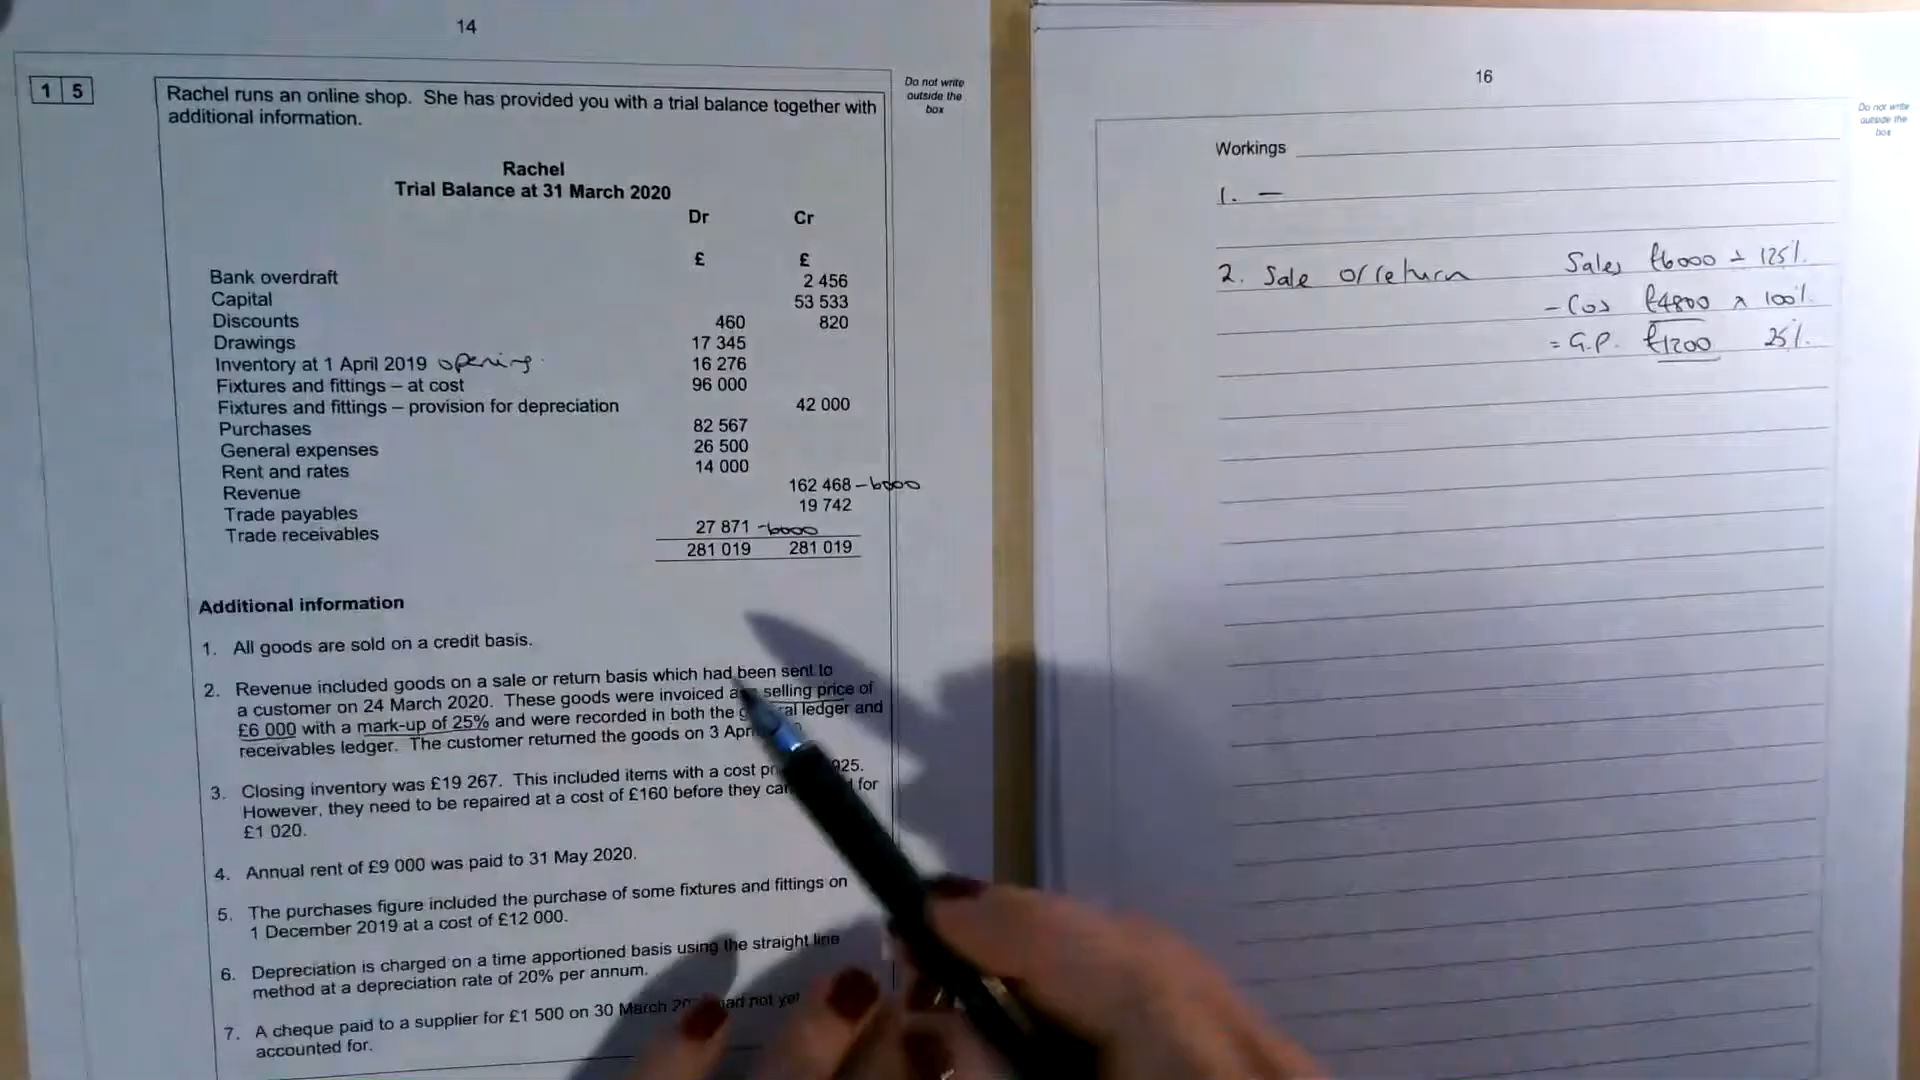 14
1 5
Do not write
outside the
box
Rachel runs an online shop. She has provided you with a trial balance together with
additional information.
Rachel
Trial Balance at 31 March 2020
Dr Cr
£ £
Bank overdraft 2 456
Capital 53 533
Discounts 460 820
Drawings 17 345
Inventory at 1 April 2019 opening 16 276
Fixtures and fittings – at cost 96 000
Fixtures and fittings – provision for depreciation 42 000
Purchases 82 567
General expenses 26 500
Rent and rates 14 000
Revenue 162 468 -6000
Trade payables 19 742
Trade receivables 27 871 -6000
281 019 281 019
Additional information
1. All goods are sold on a credit basis.
2. Revenue included goods on a sale or return basis which had been sent to
a customer on 24 March 2020. These goods were invoiced selling price of
£6 000 with a mark-up of 25% and were recorded in both the ledger and
receivables ledger. The customer returned the goods on 3
3. Closing inventory was £19 267. This included items with a cost
However, they need to be repaired at a cost of £160 before they for
£1 020.
4. Annual rent of £9 000 was paid to 31 May 2020.
5. The purchases figure included the purchase of some fixtures and fittings on
1 December 2019 at a cost of £12 000.
6. Depreciation is charged on a time apportioned basis using the straight line
method at a depreciation rate of 20% per annum.
7. A cheque paid to a supplier for £1 500 on 30 March had not yet
accounted for.
16
Do not write
outside the
box
Workings
1. —
2. Sale or return Sales £6000 ÷ 125%
- Cos £4800 x 100%
= G.P. £1200 25%